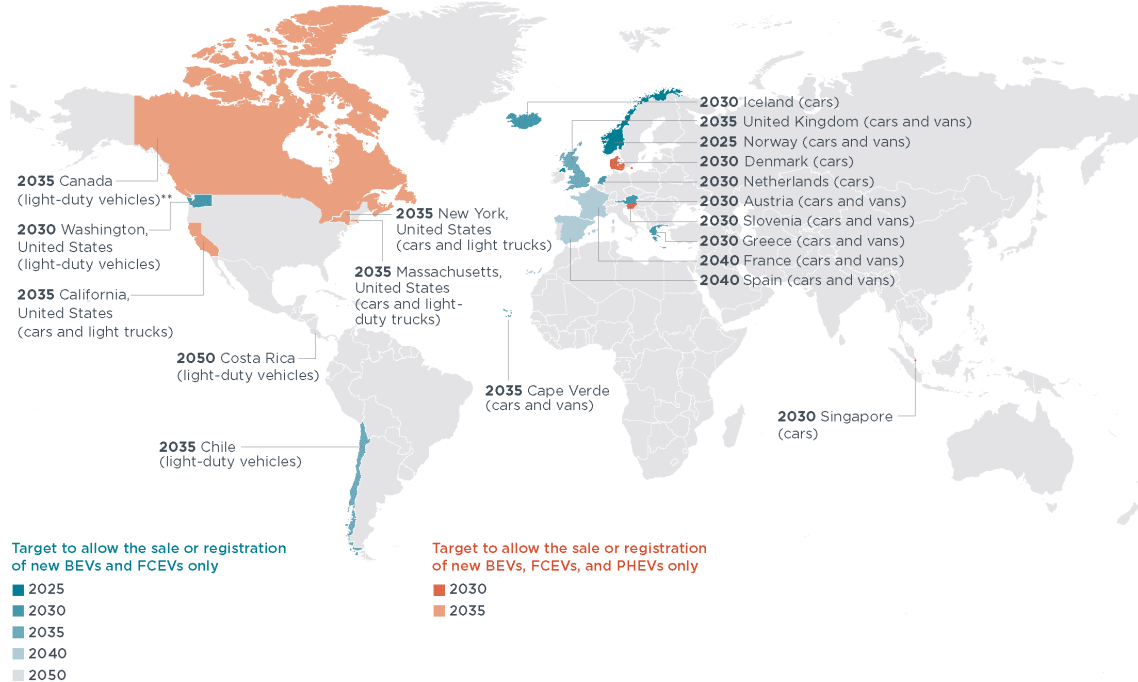 2030 Iceland (cars)
2035 United Kingdom (cars and vans)
2025 Norway (cars and vans)
2030 Denmark (cars)
2030 Netherlands (cars)
2030 Austria (cars and vans)
2030 Slovenia (cars and vans)
2030 Greece (cars and vans)
2040 France (cars and vans)
2040 Spain (cars and vans)
2035 Canada
(light-duty vehicles)**
2030 Washington,
United States
(light-duty vehicles)
2035 California,
United States
(cars and light trucks)
2035 New York,
United States
(cars and light trucks)
2035 Massachusetts,
United States
(cars and light-
duty trucks)
2050 Costa Rica
(light-duty vehicles)
2035 Cape Verde
(cars and vans)
2030 Singapore
(cars)
2035 Chile
(light-duty vehicles)
Target to allow the sale or registration
of new BEVs and FCEVs only
2025
2030
2035
2040
2050
Target to allow the sale or registration
of new BEVs, FCEVs, and PHEVs only
2030
2035